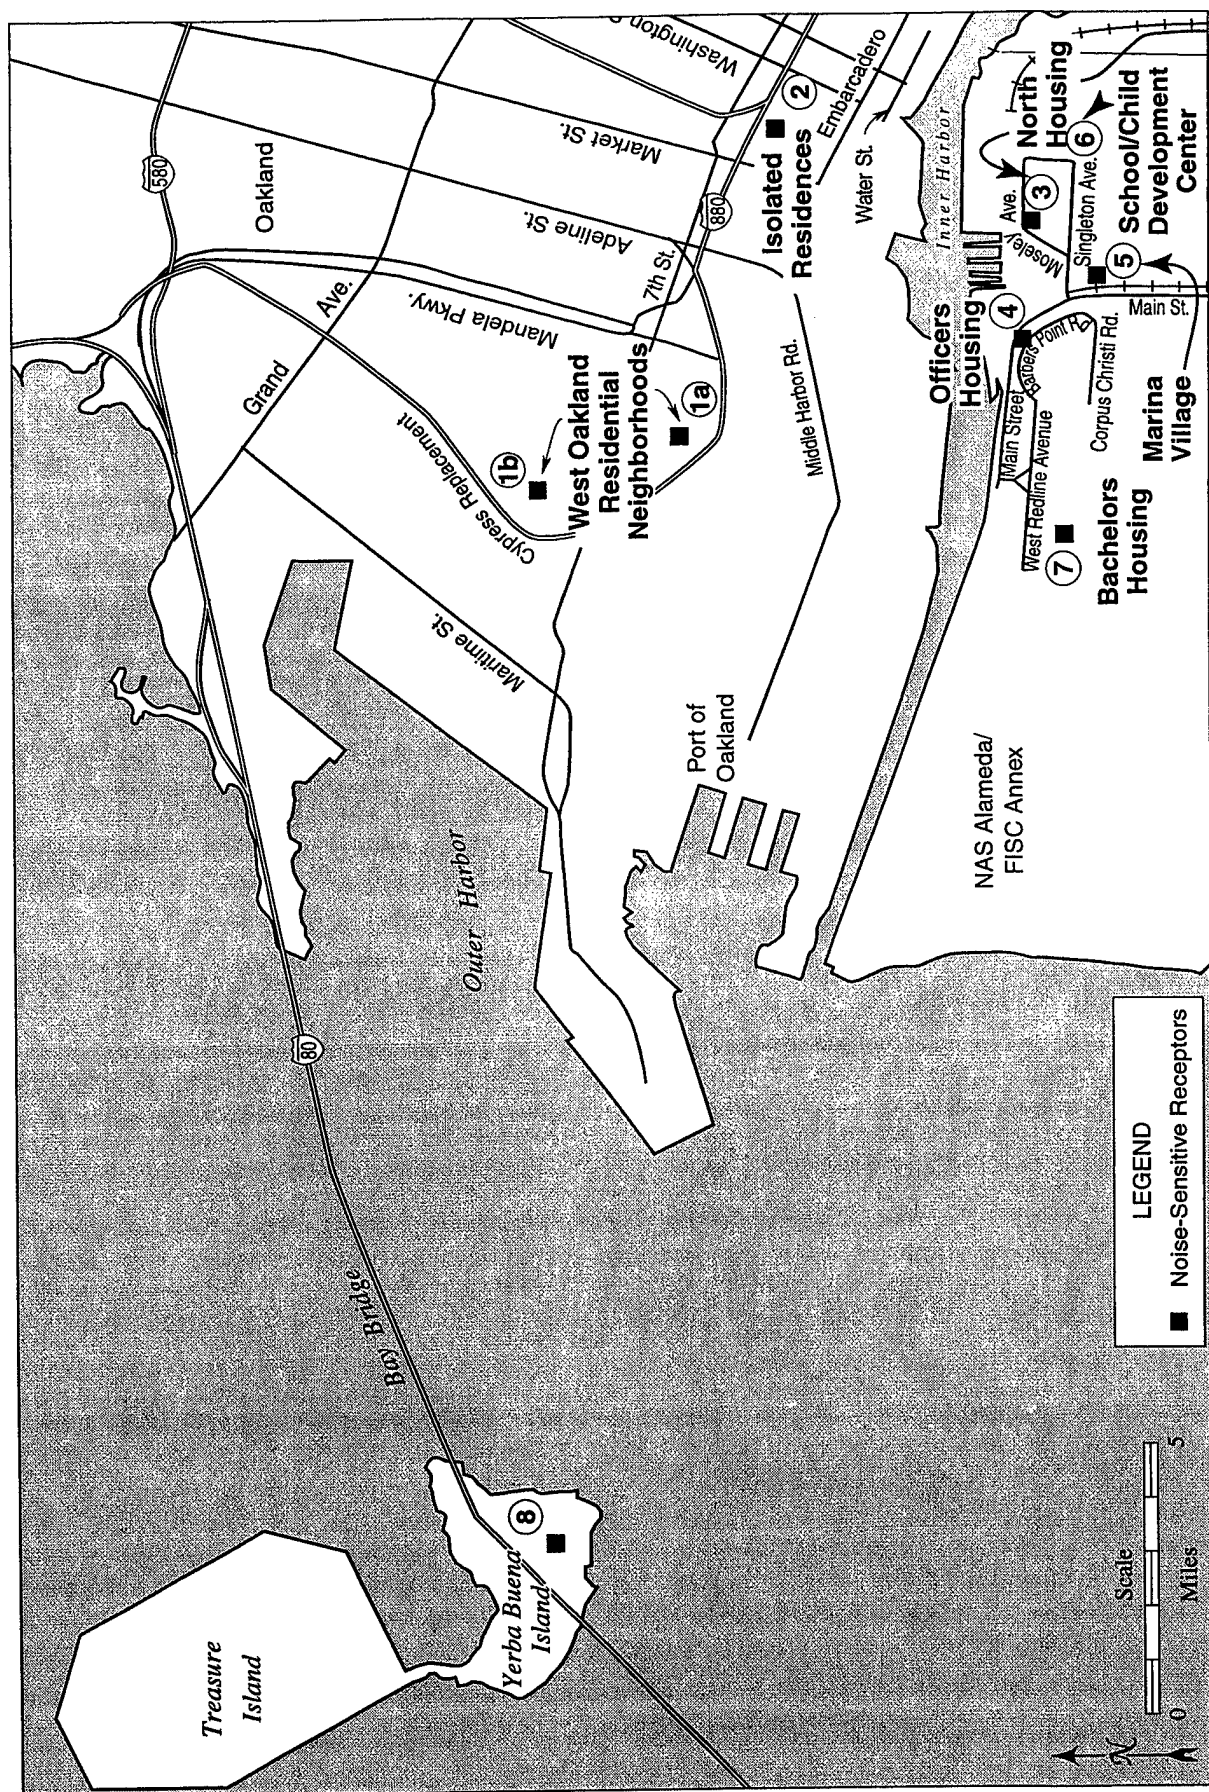 Treasure
Island
Yerba Buena
Island
8
Bay Bridge
80
Outer Harbor
Port of
Oakland
Maritime St.
Grand
Ave.
Cypress Replacement
Mandela Pkwy.
580
Oakland
Adeline St.
Market St.
7th St.
880
1b
West Oakland
Residential
Neighborhoods
1a
Isolated
Residences
2
Embarcadero
Water St.
Middle Harbor Rd.
Inner Harbor
Officers
Housing
4
North
Housing
3
6
Moseley
Ave.
Singleton Ave.
5
School/Child
Development
Center
Main St.
Barbers Point Rd
Corpus Christi Rd.
Main Street
West Redline Avenue
7
Bachelors
Housing
Marina
Village
NAS Alameda/
FISC Annex
N
Scale
0
5
Miles
LEGEND
Noise-Sensitive Receptors
Washington